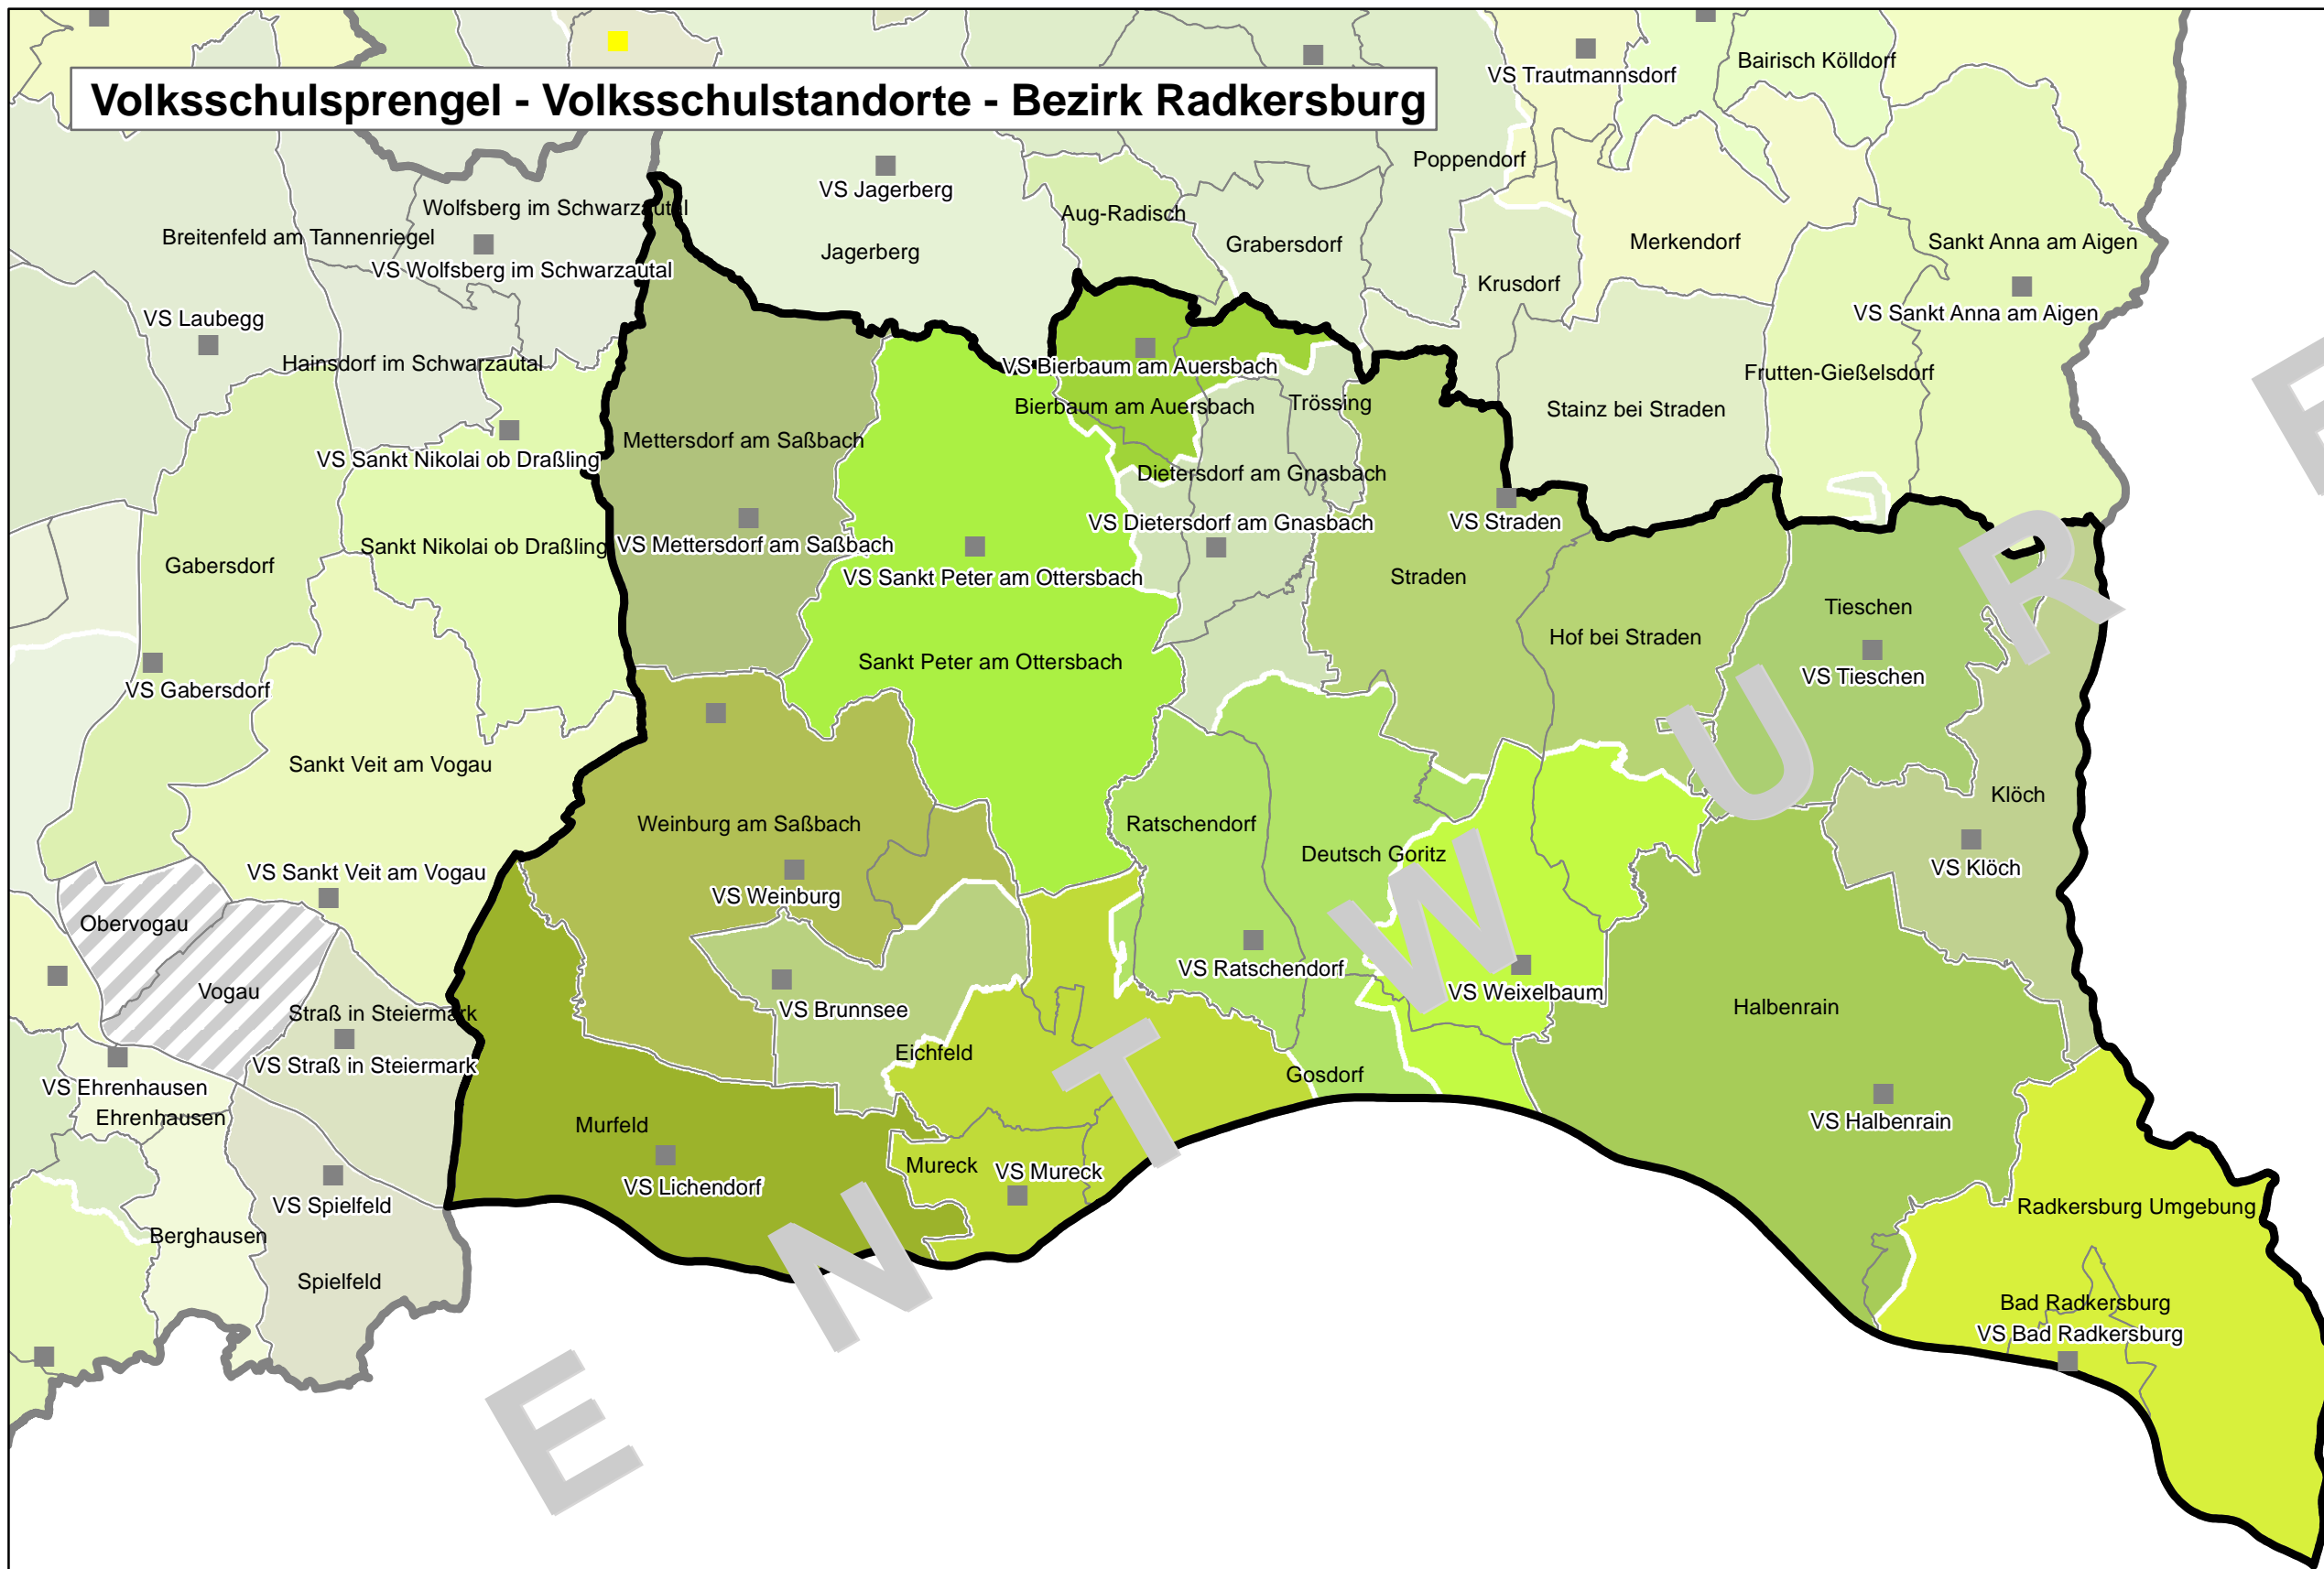 Bairisch Kölldorf
VS Trautmannsdorf
Volksschulsprengel - Volksschulstandorte - Bezirk Radkersburg
Poppendorf
VS Jagerberg
Wolfsberg im Schwarzautal
Aug-Radisch
Breitenfeld am Tannenriegel
Grabersdorf
Merkendorf
Sankt Anna am Aigen
Jagerberg
VS Wolfsberg im Schwarzautal
Krusdorf
VS Laubegg
VS Sankt Anna am Aigen
Hainsdorf im Schwarzautal
VS Bierbaum am Auersbach
Frutten-Gießelsdorf
Bierbaum am Auersbach
Trössing
Stainz bei Straden
Mettersdorf am Saßbach
VS Sankt Nikolai ob Draßling
Dietersdorf am Gnasbach
VS Dietersdorf am Gnasbach
VS Straden
Sankt Nikolai ob Draßling
VS Mettersdorf am Saßbach
Gabersdorf
VS Sankt Peter am Ottersbach
Straden
Tieschen
Hof bei Straden
Sankt Peter am Ottersbach
VS Tieschen
VS Gabersdorf
Sankt Veit am Vogau
Klöch
Weinburg am Saßbach
Ratschendorf
Deutsch Goritz
VS Klöch
VS Sankt Veit am Vogau
VS Weinburg
Obervogau
VS Ratschendorf
Vogau
VS Weixelbaum
Halbenrain
VS Brunnsee
Straß in Steiermark
Eichfeld
VS Straß in Steiermark
Gosdorf
VS Ehrenhausen
Ehrenhausen
Murfeld
VS Halbenrain
Mureck
VS Mureck
VS Lichendorf
VS Spielfeld
Radkersburg Umgebung
Berghausen
Spielfeld
Bad Radkersburg
VS Bad Radkersburg
ENTWURF